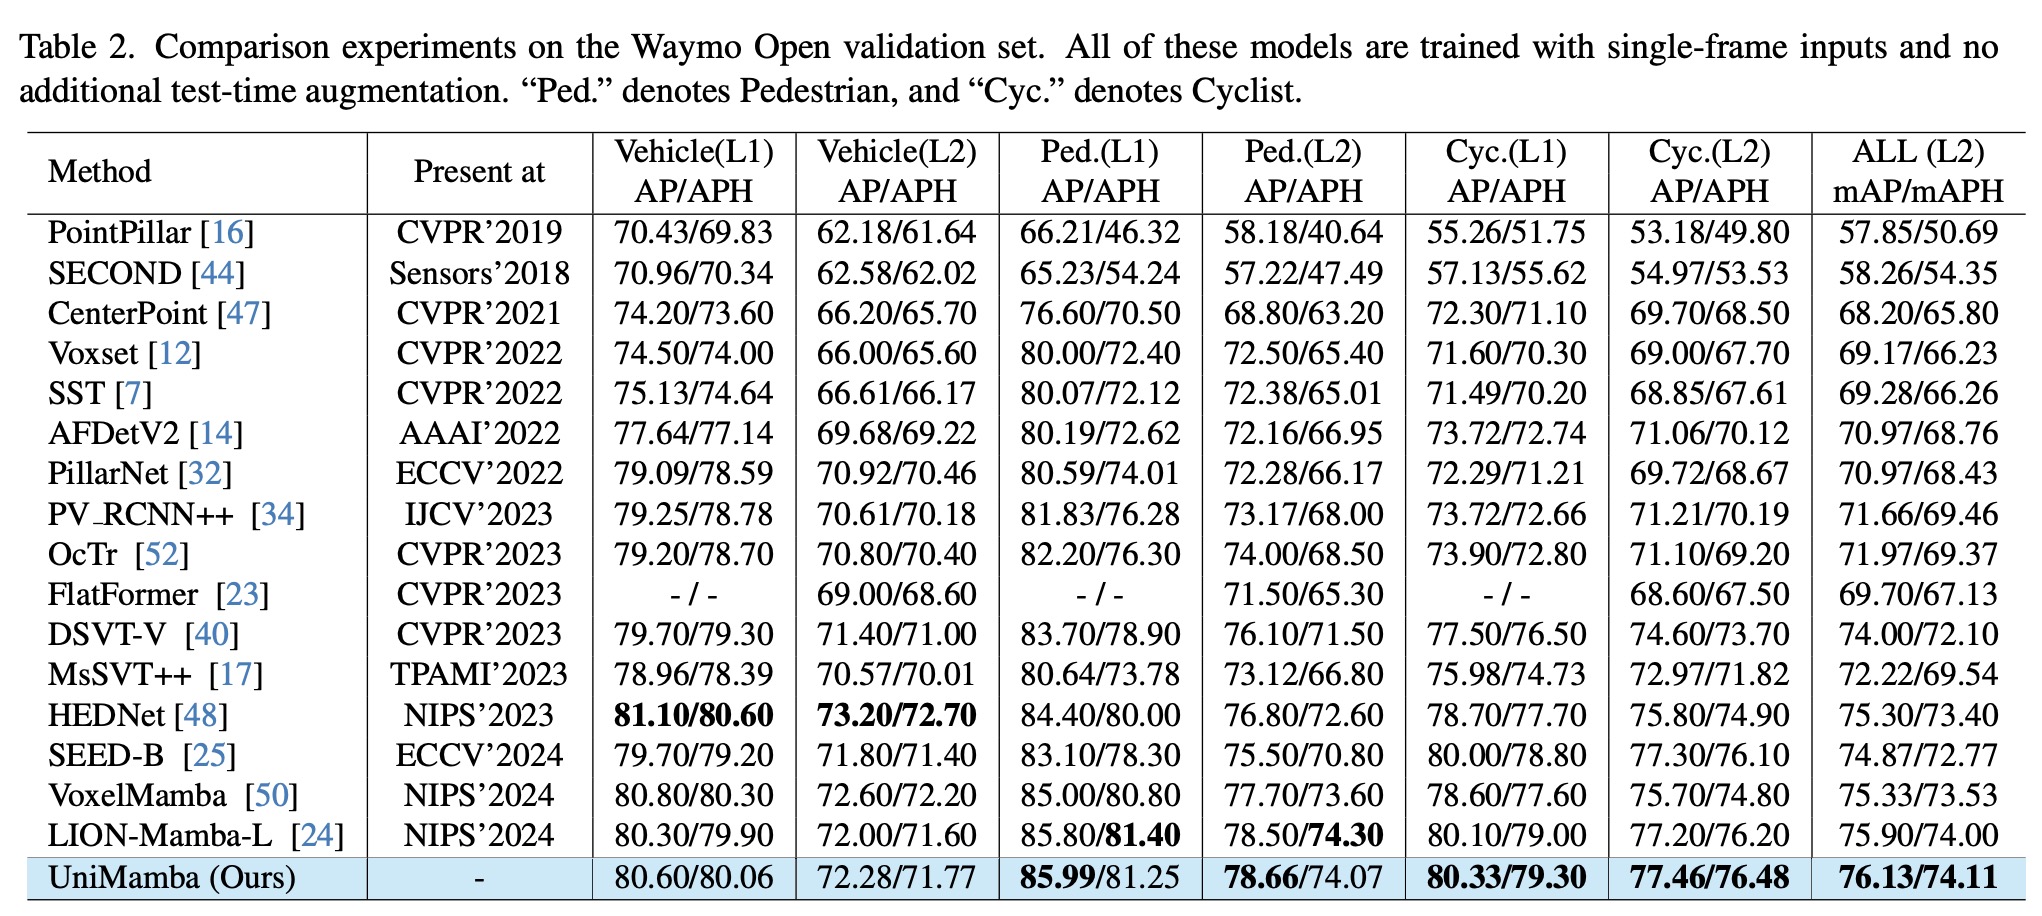 Table 2. Comparison experiments on the Waymo Open validation set. All of these models are trained with single-frame inputs and no
additional test-time augmentation. “Ped.” denotes Pedestrian, and “Cyc.” denotes Cyclist.
Method Present at Vehicle(L1) AP/APH Vehicle(L2) AP/APH Ped.(L1) AP/APH Ped.(L2) AP/APH Cyc.(L1) AP/APH Cyc.(L2) AP/APH ALL (L2) mAP/mAPH
PointPillar [16] CVPR’2019 70.43/69.83 62.18/61.64 66.21/46.32 58.18/40.64 55.26/51.75 53.18/49.80 57.85/50.69
SECOND [44] Sensors’2018 70.96/70.34 62.58/62.02 65.23/54.24 57.22/47.49 57.13/55.62 54.97/53.53 58.26/54.35
CenterPoint [47] CVPR’2021 74.20/73.60 66.20/65.70 76.60/70.50 68.80/63.20 72.30/71.10 69.70/68.50 68.20/65.80
Voxset [12] CVPR’2022 74.50/74.00 66.00/65.60 80.00/72.40 72.50/65.40 71.60/70.30 69.00/67.70 69.17/66.23
SST [7] CVPR’2022 75.13/74.64 66.61/66.17 80.07/72.12 72.38/65.01 71.49/70.20 68.85/67.61 69.28/66.26
AFDetV2 [14] AAAI’2022 77.64/77.14 69.68/69.22 80.19/72.62 72.16/66.95 73.72/72.74 71.06/70.12 70.97/68.76
PillarNet [32] ECCV’2022 79.09/78.59 70.92/70.46 80.59/74.01 72.28/66.17 72.29/71.21 69.72/68.67 70.97/68.43
PV_RCNN++ [34] IJCV’2023 79.25/78.78 70.61/70.18 81.83/76.28 73.17/68.00 73.72/72.66 71.21/70.19 71.66/69.46
OcTr [52] CVPR’2023 79.20/78.70 70.80/70.40 82.20/76.30 74.00/68.50 73.90/72.80 71.10/69.20 71.97/69.37
FlatFormer [23] CVPR’2023 - / - 69.00/68.60 - / - 71.50/65.30 - / - 68.60/67.50 69.70/67.13
DSVT-V [40] CVPR’2023 79.70/79.30 71.40/71.00 83.70/78.90 76.10/71.50 77.50/76.50 74.60/73.70 74.00/72.10
MsSVT++ [17] TPAMI’2023 78.96/78.39 70.57/70.01 80.64/73.78 73.12/66.80 75.98/74.73 72.97/71.82 72.22/69.54
HEDNet [48] NIPS’2023 81.10/80.60 73.20/72.70 84.40/80.00 76.80/72.60 78.70/77.70 75.80/74.90 75.30/73.40
SEED-B [25] ECCV’2024 79.70/79.20 71.80/71.40 83.10/78.30 75.50/70.80 80.00/78.80 77.30/76.10 74.87/72.77
VoxelMamba [50] NIPS’2024 80.80/80.30 72.60/72.20 85.00/80.80 77.70/73.60 78.60/77.60 75.70/74.80 75.33/73.53
LION-Mamba-L [24] NIPS’2024 80.30/79.90 72.00/71.60 85.80/81.40 78.50/74.30 80.10/79.00 77.20/76.20 75.90/74.00
UniMamba (Ours) - 80.60/80.06 72.28/71.77 85.99/81.25 78.66/74.07 80.33/79.30 77.46/76.48 76.13/74.11